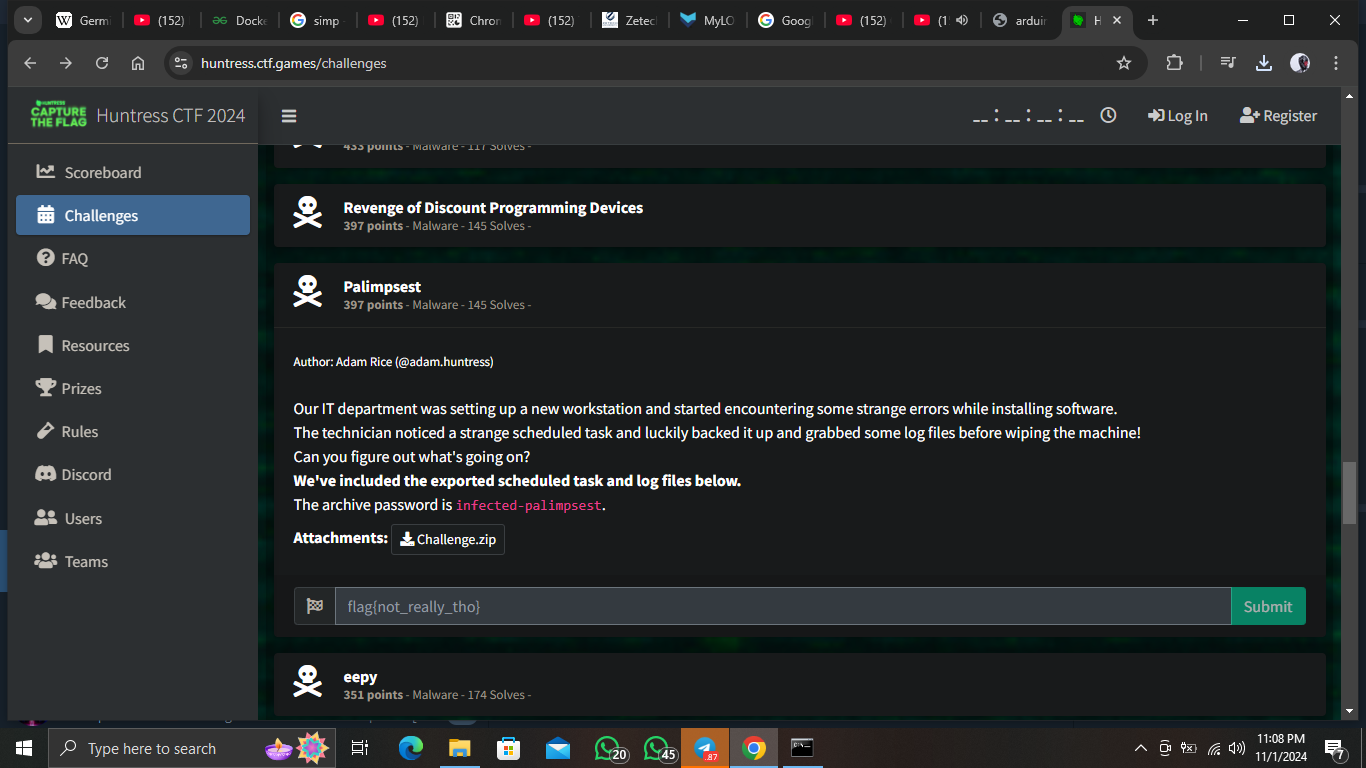 Germi
(152)
Docke
simp
(152)
Chron
(152)
Zetec
MyLO
Goog
(152)
(1
arduir
H
huntress.ctf.games/challenges
CAPTURE
THE FLAG
Huntress CTF 2024
__ : __ : __ : __
Log In
Register
Scoreboard
Challenges
FAQ
Feedback
Resources
Prizes
Rules
Discord
Users
Teams
433 points - Malware - 117 Solves -
Revenge of Discount Programming Devices
397 points - Malware - 145 Solves -
Palimpsest
397 points - Malware - 145 Solves -
Author: Adam Rice (@adam.huntress)
Our IT department was setting up a new workstation and started encountering some strange errors while installing software.
The technician noticed a strange scheduled task and luckily backed it up and grabbed some log files before wiping the machine!
Can you figure out what's going on?
We've included the exported scheduled task and log files below.
The archive password is infected-palimpsest.
Attachments: Challenge.zip
flag{not_really_tho}
Submit
eepy
351 points - Malware - 174 Solves -
Type here to search
20
45
87
11:08 PM
11/1/2024
7